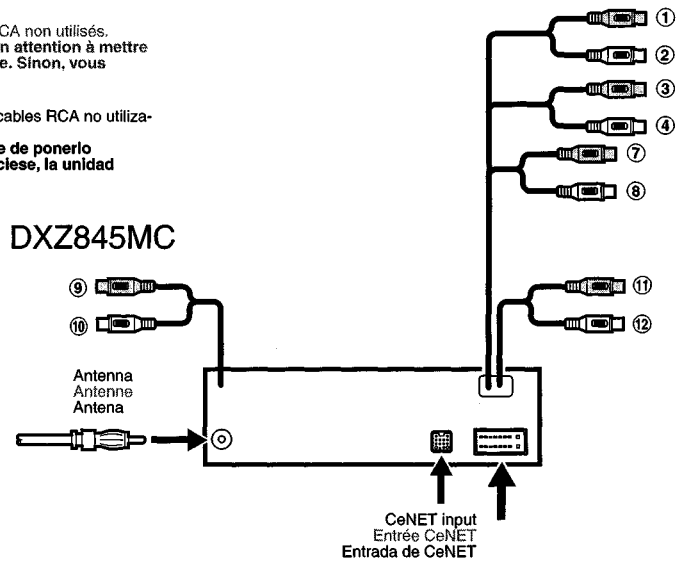 CA non utilisés.
n attention à mettre
e. Sinon, vous
cables RCA no utiliza-
e de ponerlo
ciese, la unidad
DXZ845MC
①
②
③
④
⑦
⑧
⑨
⑩
⑪
⑫
Antenna
Antenne
Antena
CeNET input
Entrée CeNET
Entrada de CeNET